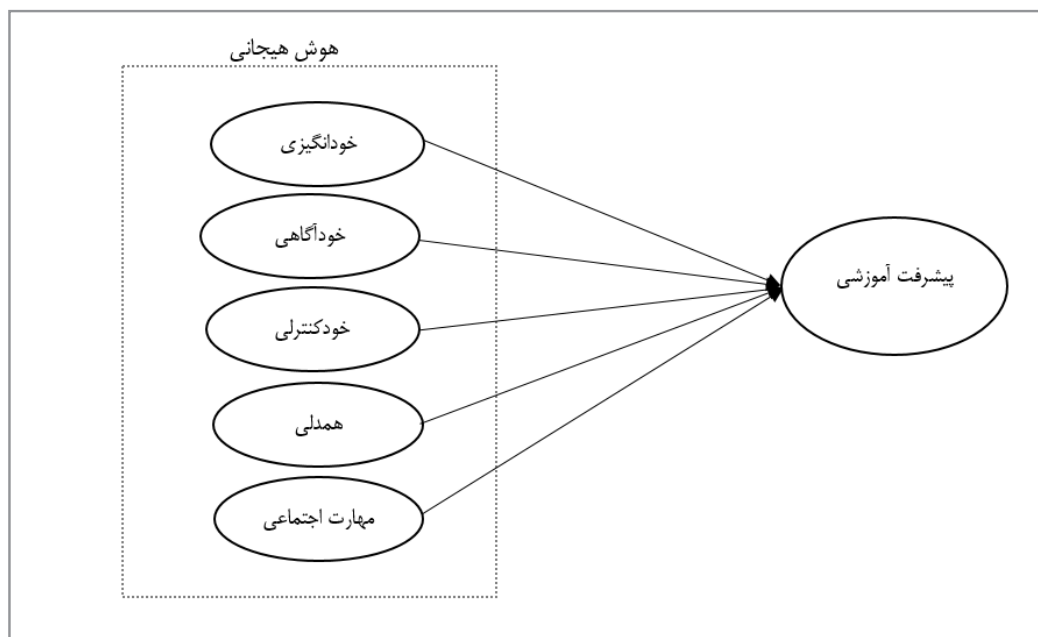 هوش هیجانی
خودانگیزی
خودآگاهی
خودکنترلی
همدلی
مهارت اجتماعی
پیشرفت آموزشی